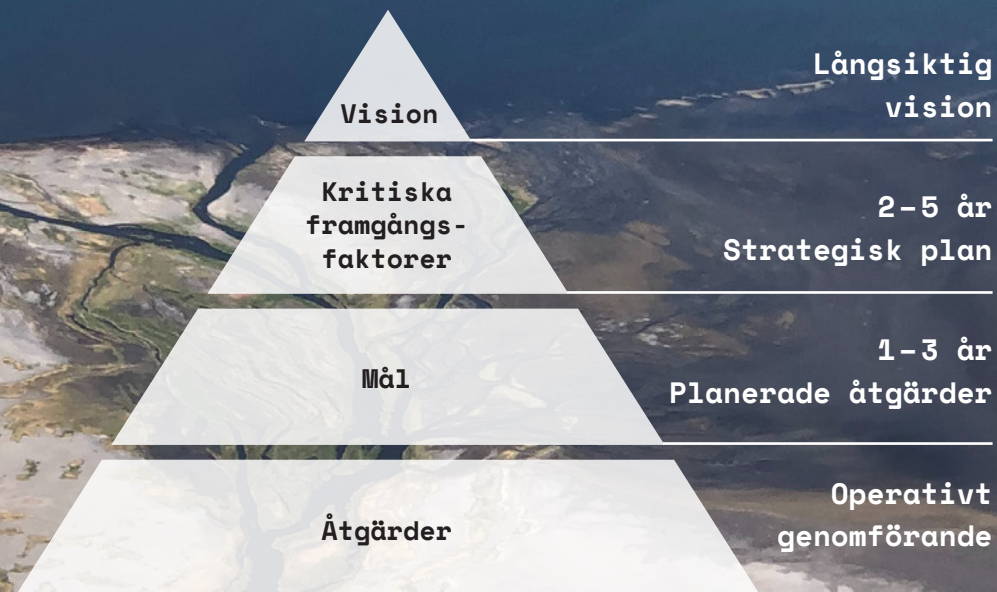 Vision
Långsiktig
vision
Kritiska
framgångs-
faktorer
2–5 år
Strategisk plan
Mål
1–3 år
Planerade åtgärder
Åtgärder
Operativt
genomförande